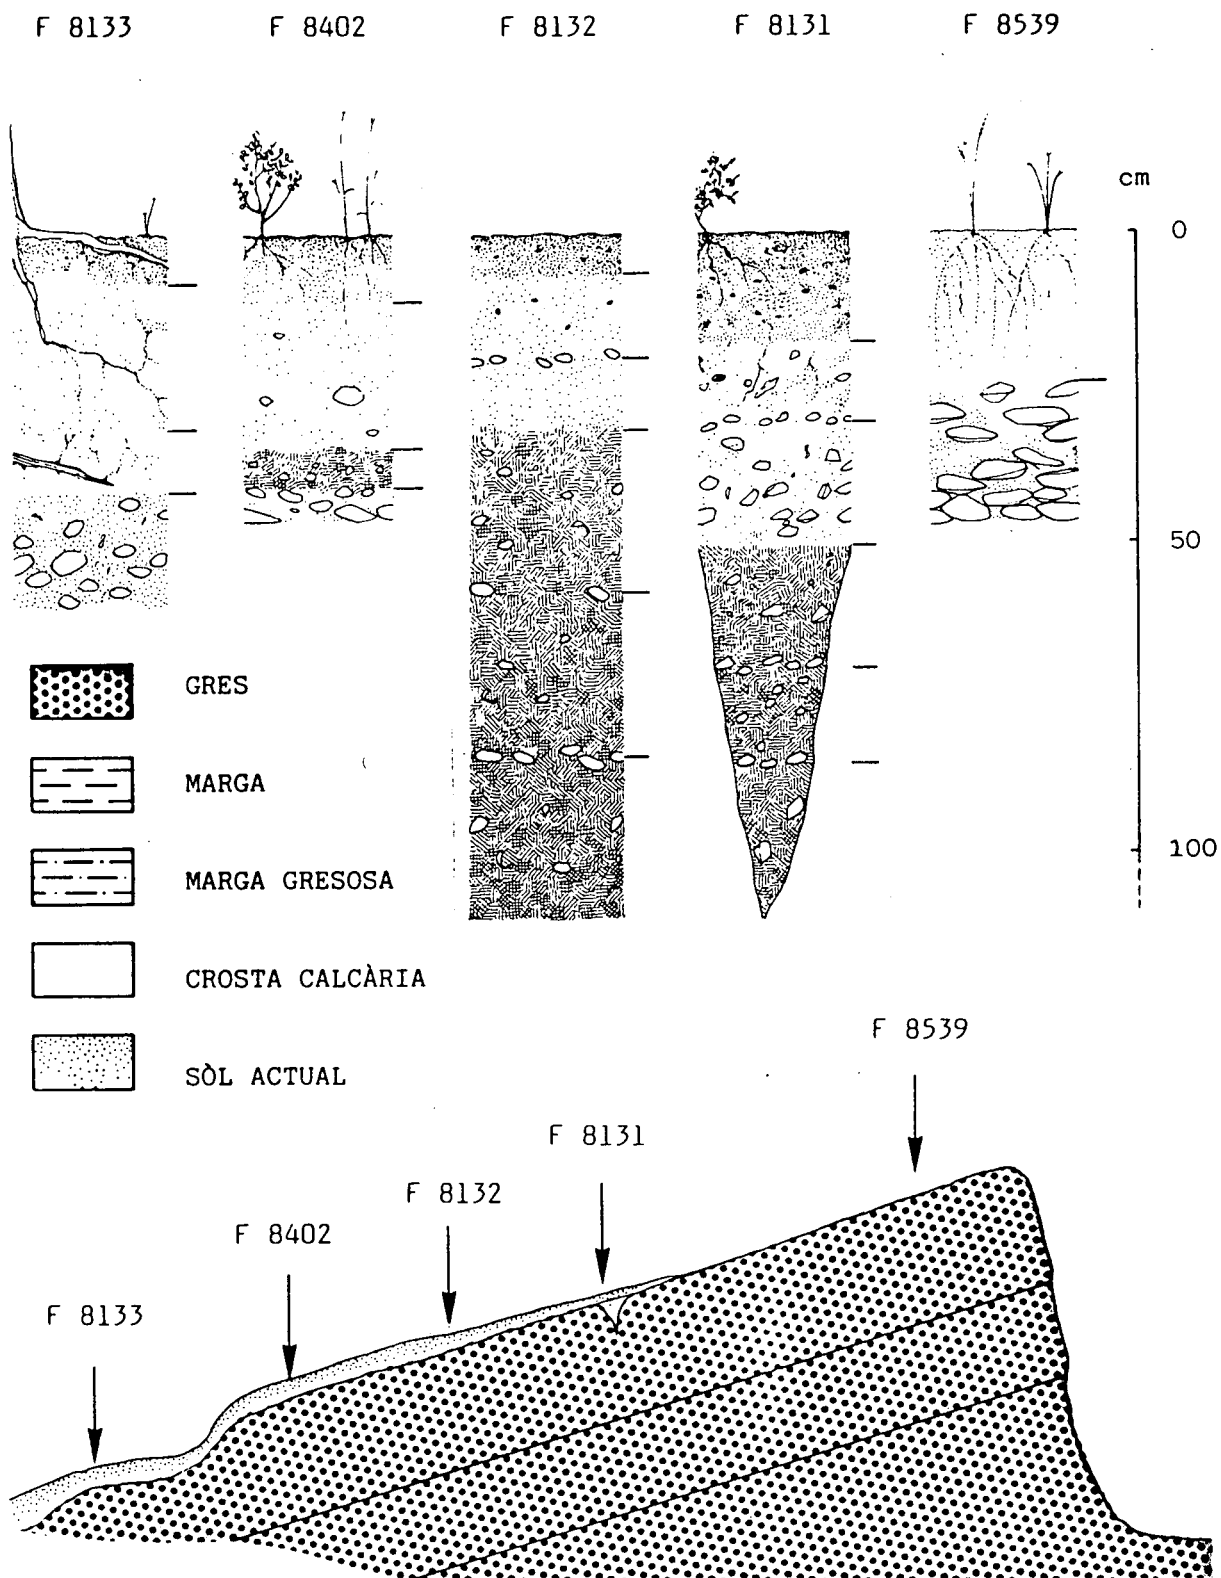 F 8133 F 8402 F 8132 F 8131 F 8539
cm
0
50
100
GRES
MARGA
MARGA GRESOSA
CROSTA CALCÀRIA
SÒL ACTUAL
F 8539
F 8131
F 8132
F 8402
F 8133